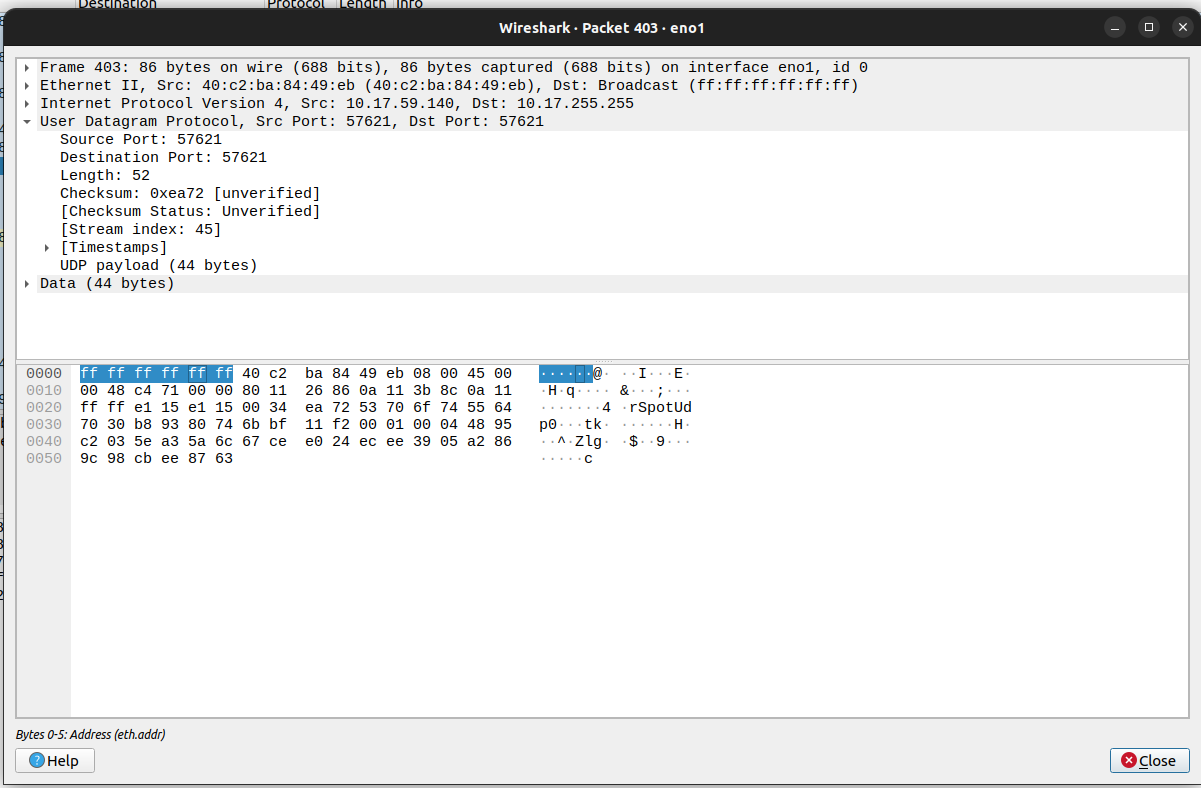 Destination Protocol Length Info
Wireshark · Packet 403 · eno1
Frame 403: 86 bytes on wire (688 bits), 86 bytes captured (688 bits) on interface eno1, id 0
Ethernet II, Src: 40:c2:ba:84:49:eb (40:c2:ba:84:49:eb), Dst: Broadcast (ff:ff:ff:ff:ff:ff)
Internet Protocol Version 4, Src: 10.17.59.140, Dst: 10.17.255.255
User Datagram Protocol, Src Port: 57621, Dst Port: 57621
Source Port: 57621
Destination Port: 57621
Length: 52
Checksum: 0xea72 [unverified]
[Checksum Status: Unverified]
[Stream index: 45]
[Timestamps]
UDP payload (44 bytes)
Data (44 bytes)
0000 ff ff ff ff ff ff 40 c2 ba 84 49 eb 08 00 45 00 ······@· ··I···E·
0010 00 48 c4 71 00 00 80 11 26 86 0a 11 3b 8c 0a 11 ·H·q···· &···;···
0020 ff ff e1 15 e1 15 00 34 ea 72 53 70 6f 74 55 64 ·······4 ·rSpotUd
0030 70 30 b8 93 80 74 6b bf 11 f2 00 01 00 04 48 95 p0···tk· ······H·
0040 c2 03 5e a3 5a 6c 67 ce e0 24 ec ee 39 05 a2 86 ··^·Zlg· ·$··9···
0050 9c 98 cb ee 87 63 ·····c
Bytes 0-5: Address (eth.addr)
Help
Close